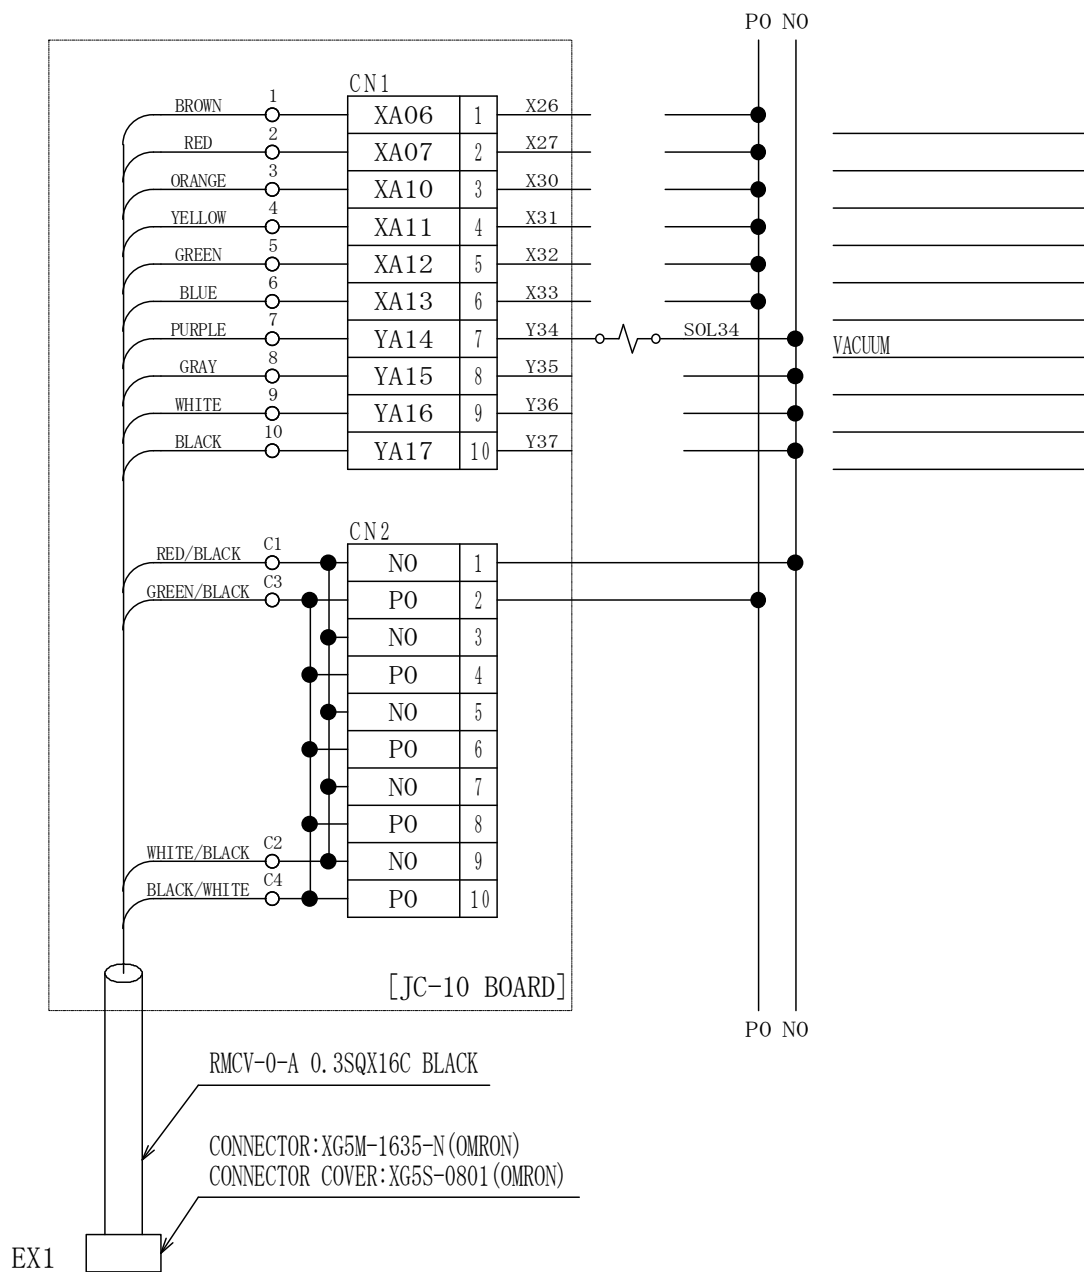 P0 N0
CN1
BROWN 1 XA06 1 X26
RED 2 XA07 2 X27
ORANGE 3 XA10 3 X30
YELLOW 4 XA11 4 X31
GREEN 5 XA12 5 X32
BLUE 6 XA13 6 X33
PURPLE 7 YA14 7 Y34 SOL34 VACUUM
GRAY 8 YA15 8 Y35
WHITE 9 YA16 9 Y36
BLACK 10 YA17 10 Y37
CN2
RED/BLACK C1 N0 1
GREEN/BLACK C3 P0 2
N0 3
P0 4
N0 5
P0 6
N0 7
P0 8
WHITE/BLACK C2 N0 9
BLACK/WHITE C4 P0 10
[JC-10 BOARD]
P0 N0
RMCV-0-A 0.3SQX16C BLACK
CONNECTOR:XG5M-1635-N(OMRON)
CONNECTOR COVER:XG5S-0801(OMRON)
EX1